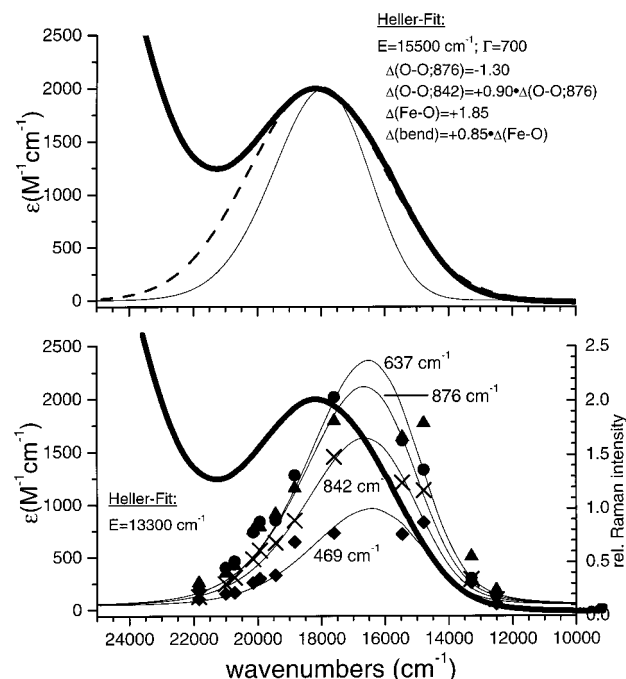 Heller-Fit:
E=15500 cm⁻¹; Γ=700
Δ(O-O;876)=-1.30
Δ(O-O;842)=+0.90•Δ(O-O;876)
Δ(Fe-O)=+1.85
Δ(bend)=+0.85•Δ(Fe-O)
ε(M⁻¹cm⁻¹)
2500
2000
1500
1000
500
0
2500
2000
1500
1000
500
0
ε(M⁻¹cm⁻¹)
Heller-Fit:
E=13300 cm⁻¹
637 cm⁻¹
876 cm⁻¹
842 cm⁻¹
469 cm⁻¹
2.5
2.0
1.5
1.0
0.5
0.0
rel. Raman intensity
24000 22000 20000 18000 16000 14000 12000 10000
wavenumbers (cm⁻¹)